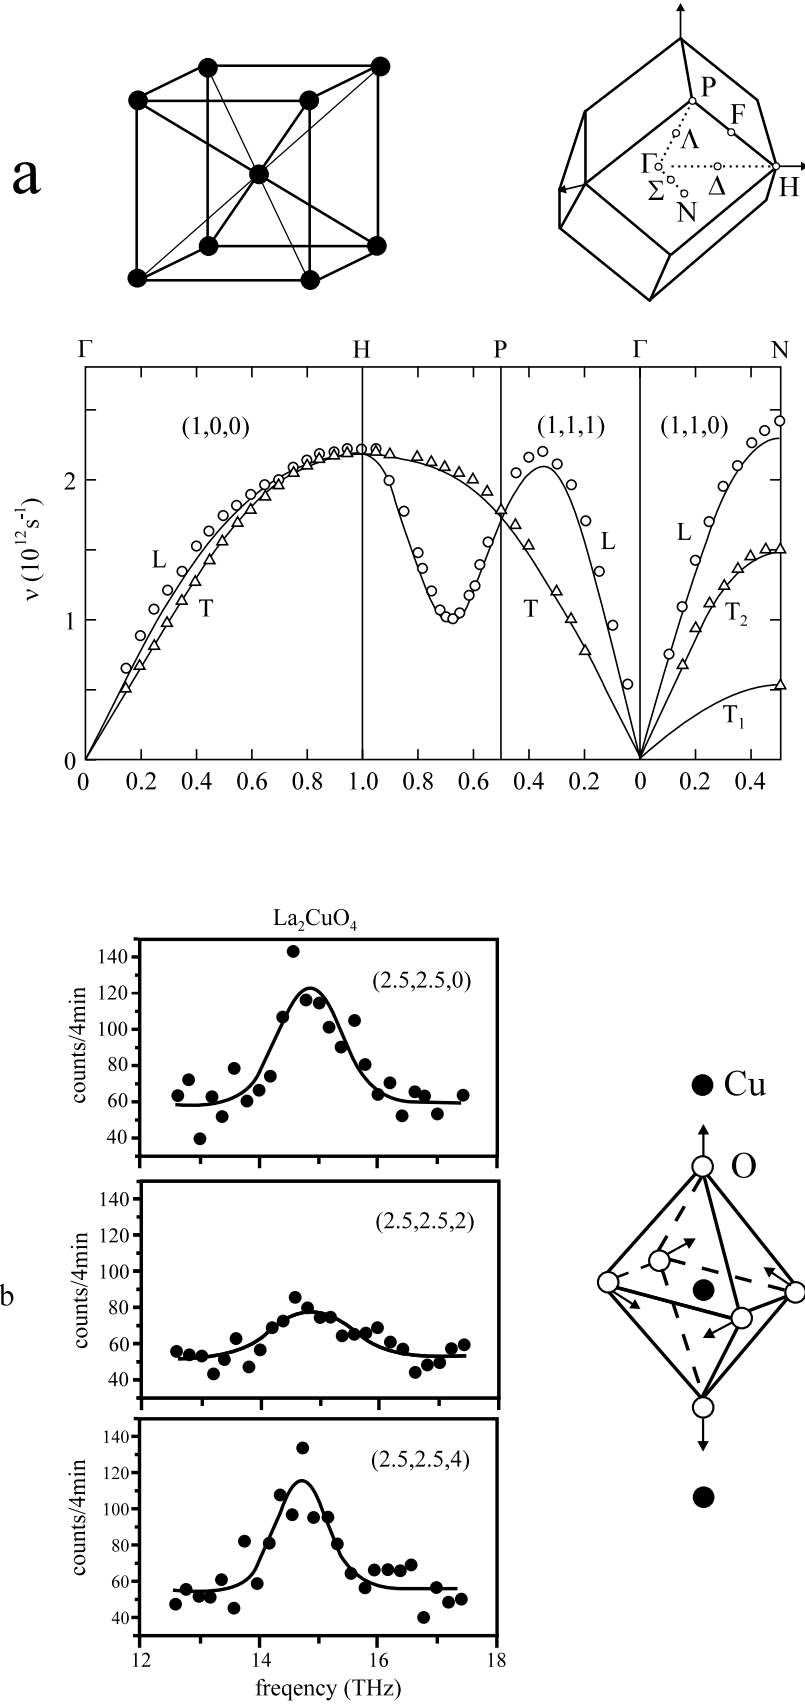 a
P
F
Λ
Γ
Δ
H
Σ
N
Γ H P Γ N
(1,0,0) (1,1,1) (1,1,0)
2
L L L
ν (10¹²s⁻¹)
T T T₂
1
T₁
0
0 0.2 0.4 0.6 0.8 1.0 0.8 0.6 0.4 0.2 0 0.2 0.4
b
La₂CuO₄
(2.5,2.5,0)
counts/4min
140
120
100
80
60
40
(2.5,2.5,2)
counts/4min
140
120
100
80
60
40
(2.5,2.5,4)
counts/4min
140
120
100
80
60
40
12 14 16 18
freqency (THz)
Cu
O